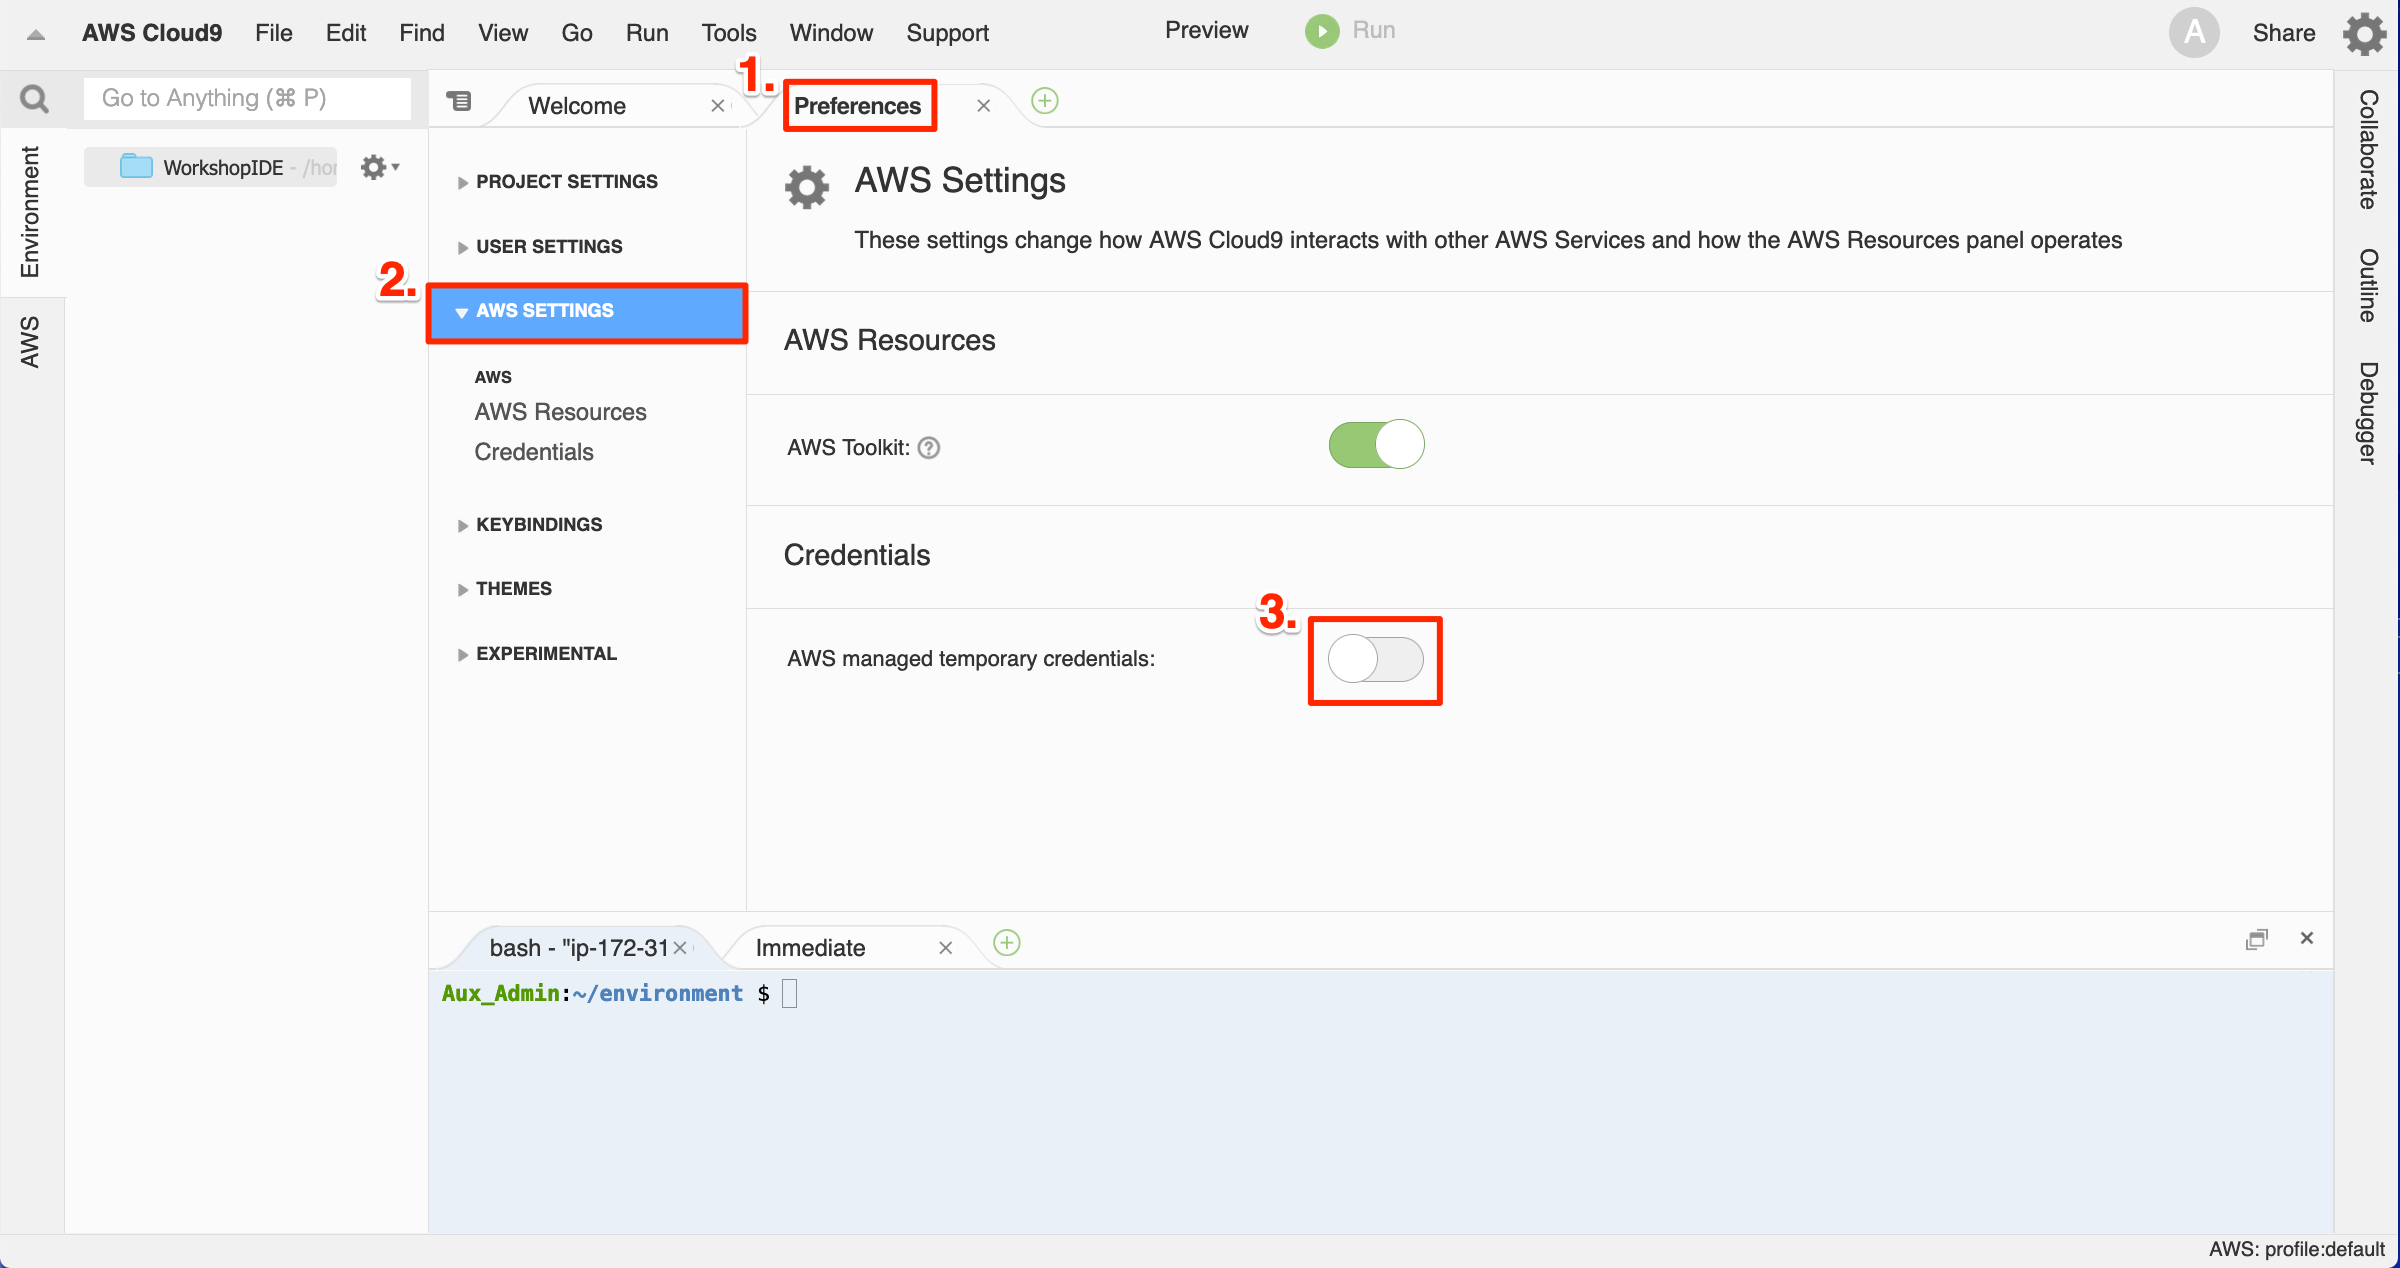 AWS Cloud9 File Edit Find View Go Run Tools Window Support Preview Run A Share
Go to Anything (⌘ P)
Welcome
1.
Preferences
Environment
AWS
WorkshopIDE - /hor
PROJECT SETTINGS
USER SETTINGS
2.
AWS SETTINGS
AWS
AWS Resources
Credentials
KEYBINDINGS
THEMES
EXPERIMENTAL
AWS Settings
These settings change how AWS Cloud9 interacts with other AWS Services and how the AWS Resources panel operates
AWS Resources
AWS Toolkit: ?
Credentials
3.
AWS managed temporary credentials:
Collaborate
Outline
Debugger
bash - "ip-172-31
Immediate
Aux_Admin:~/environment $
AWS: profile:default